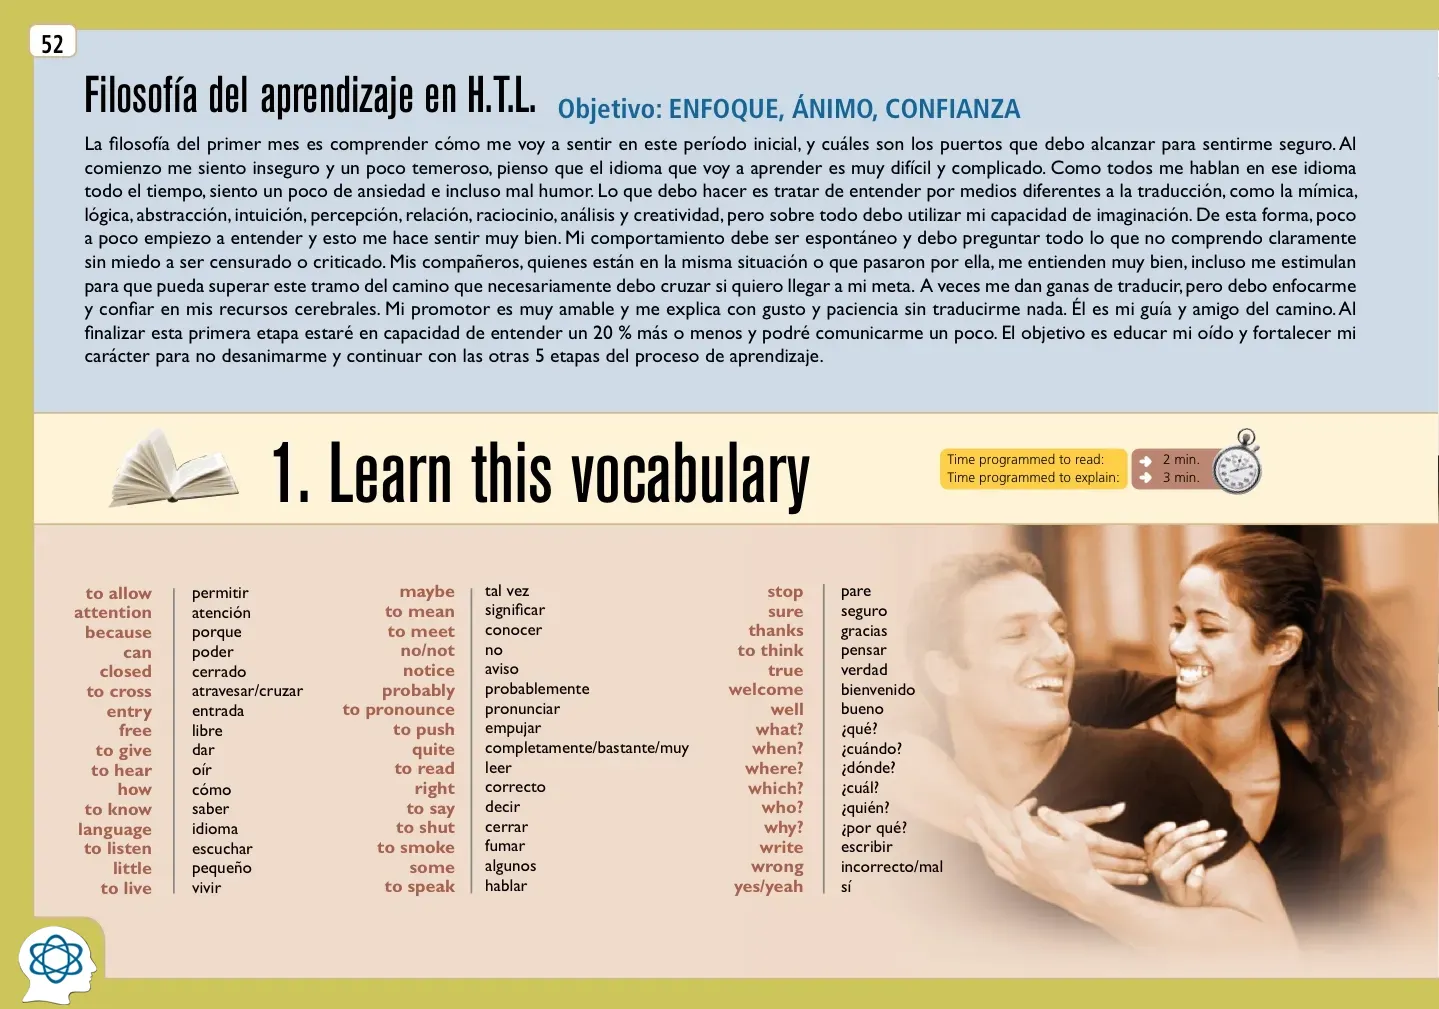 52
Filosofía del aprendizaje en H.T.L. Objetivo: ENFOQUE, ÁNIMO, CONFIANZA
La filosofía del primer mes es comprender cómo me voy a sentir en este período inicial, y cuáles son los puertos que debo alcanzar para sentirme seguro. Al
comienzo me siento inseguro y un poco temeroso, pienso que el idioma que voy a aprender es muy difícil y complicado. Como todos me hablan en ese idioma
todo el tiempo, siento un poco de ansiedad e incluso mal humor. Lo que debo hacer es tratar de entender por medios diferentes a la traducción, como la mímica,
lógica, abstracción, intuición, percepción, relación, raciocinio, análisis y creatividad, pero sobre todo debo utilizar mi capacidad de imaginación. De esta forma, poco
a poco empiezo a entender y esto me hace sentir muy bien. Mi comportamiento debe ser espontáneo y debo preguntar todo lo que no comprendo claramente
sin miedo a ser censurado o criticado. Mis compañeros, quienes están en la misma situación o que pasaron por ella, me entienden muy bien, incluso me estimulan
para que pueda superar este tramo del camino que necesariamente debo cruzar si quiero llegar a mi meta. A veces me dan ganas de traducir, pero debo enfocarme
y confiar en mis recursos cerebrales. Mi promotor es muy amable y me explica con gusto y paciencia sin traducirme nada. Él es mi guía y amigo del camino. Al
finalizar esta primera etapa estaré en capacidad de entender un 20 % más o menos y podré comunicarme un poco. El objetivo es educar mi oído y fortalecer mi
carácter para no desanimarme y continuar con las otras 5 etapas del proceso de aprendizaje.
1. Learn this vocabulary
Time programmed to read: 2 min.
Time programmed to explain: 3 min.
to allow permitir
attention atención
because porque
can poder
closed cerrado
to cross atravesar/cruzar
entry entrada
free libre
to give dar
to hear oír
how cómo
to know saber
language idioma
to listen escuchar
little pequeño
to live vivir
maybe tal vez
to mean significar
to meet conocer
no/not no
notice aviso
probably probablemente
to pronounce pronunciar
to push empujar
quite completamente/bastante/muy
to read leer
right correcto
to say decir
to shut cerrar
to smoke fumar
some algunos
to speak hablar
stop pare
sure seguro
thanks gracias
to think pensar
true verdad
welcome bienvenido
well bueno
what? ¿qué?
when? ¿cuándo?
where? ¿dónde?
which? ¿cuál?
who? ¿quién?
why? ¿por qué?
write escribir
wrong incorrecto/mal
yes/yeah sí